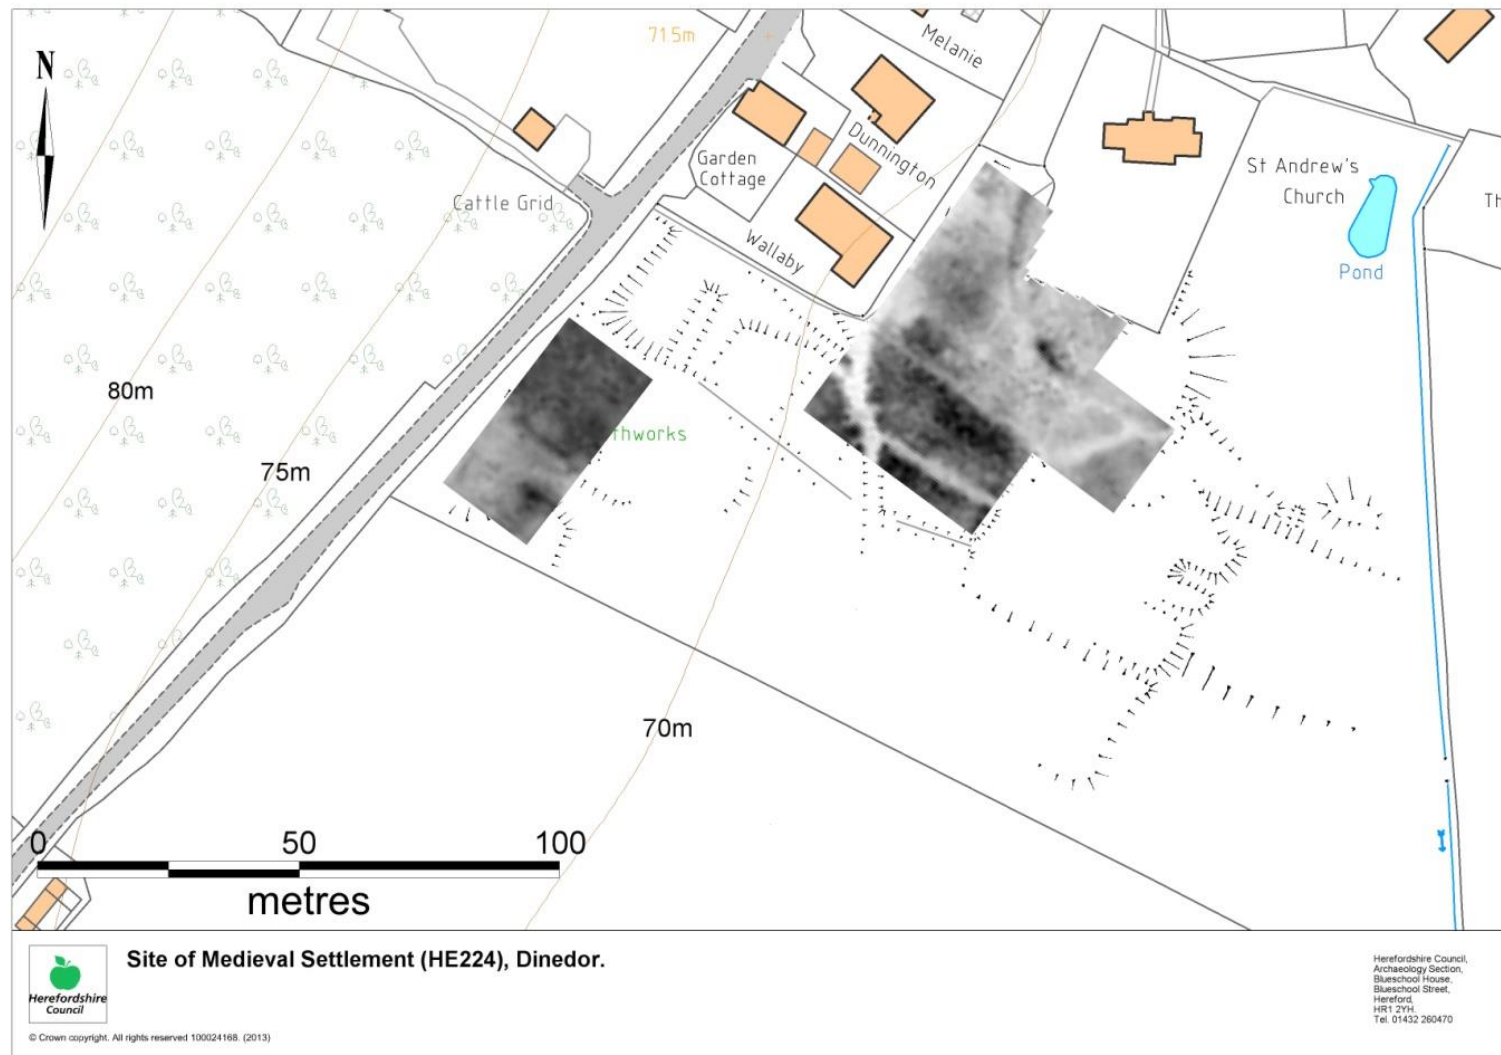 71.5m
Melanie
N
Dunnington
Garden
Cottage
St Andrew's
Church
Cattle Grid
Th
Wallaby
Pond
80m
thworks
75m
70m
0 50 100
metres
Site of Medieval Settlement (HE224), Dinedor.
Herefordshire
Council
Herefordshire Council,
Archaeology Section,
Blueschool House,
Blueschool Street,
Hereford,
HR1 2YH.
Tel. 01432 260470
© Crown copyright. All rights reserved 100024168. (2013)